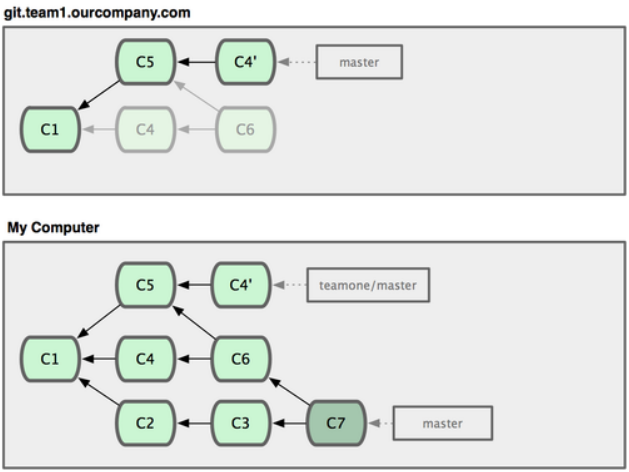 git.team1.ourcompany.com
C5 C4' master
C1 C4 C6
My Computer
C5 C4' teamone/master
C1 C4 C6
C2 C3 C7 master